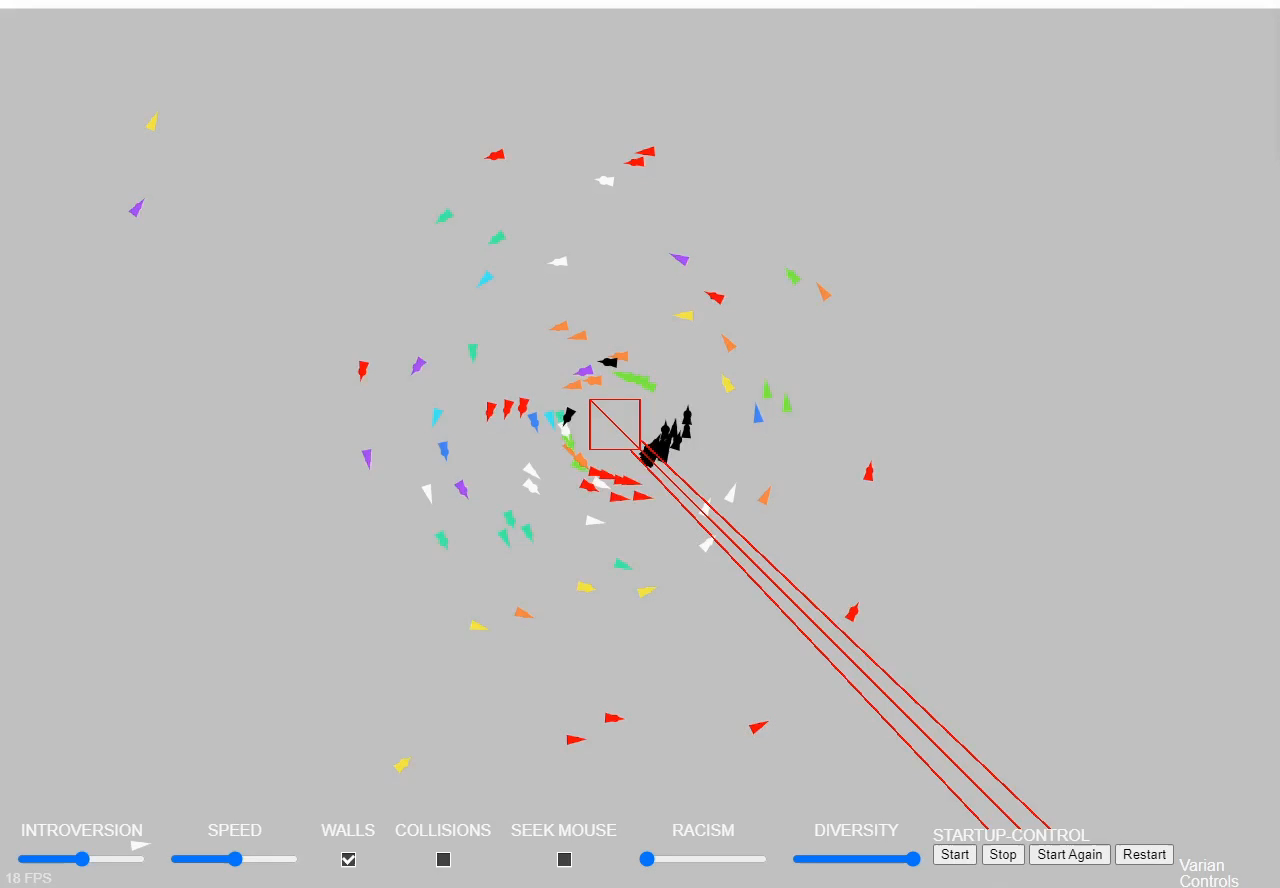 INTROVERSION
SPEED
WALLS
COLLISIONS
SEEK MOUSE
RACISM
DIVERSITY
STARTUP-CONTROL
Start
Stop
Start Again
Restart
Varian
Controls
18 FPS